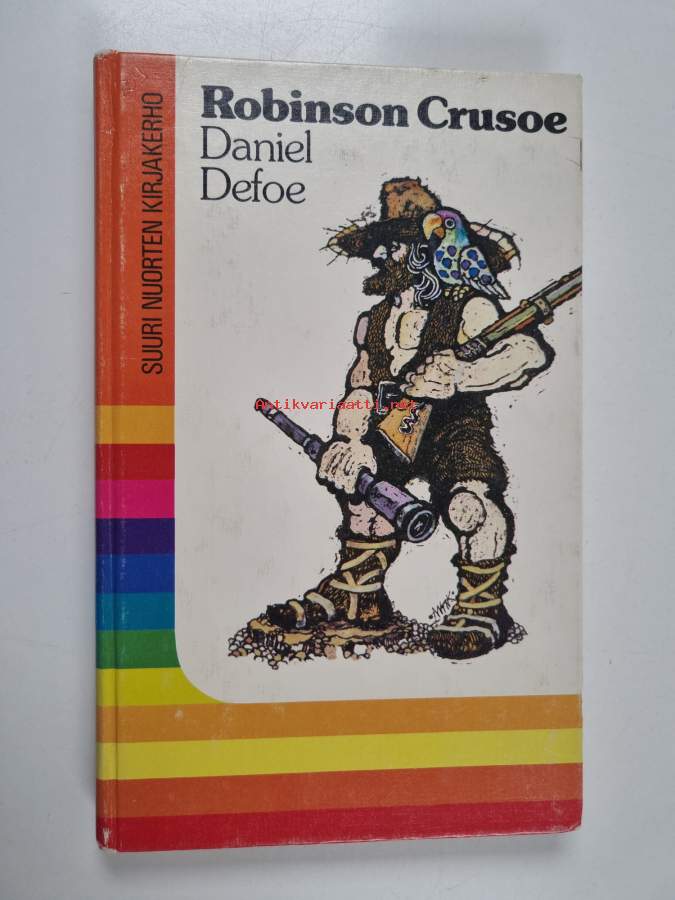 SUURI NUORTEN KIRJAKERHO
Robinson Crusoe
Daniel
Defoe
Antikvariaatti.net